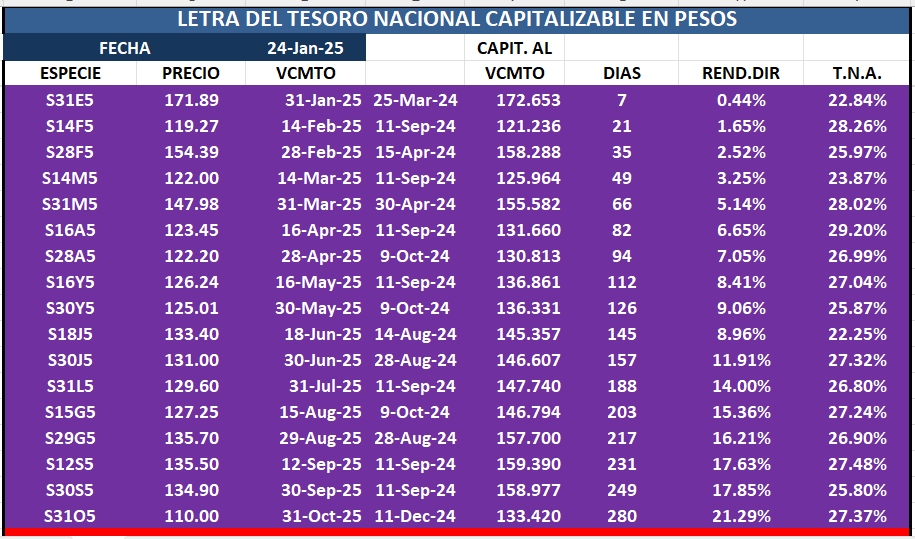 LETRA DEL TESORO NACIONAL CAPITALIZABLE EN PESOS
FECHA 24-Jan-25 CAPIT. AL
ESPECIE PRECIO VCMTO VCMTO DIAS REND.DIR T.N.A.
S31E5 171.89 31-Jan-25 25-Mar-24 172.653 7 0.44% 22.84%
S14F5 119.27 14-Feb-25 11-Sep-24 121.236 21 1.65% 28.26%
S28F5 154.39 28-Feb-25 15-Apr-24 158.288 35 2.52% 25.97%
S14M5 122.00 14-Mar-25 11-Sep-24 125.964 49 3.25% 23.87%
S31M5 147.98 31-Mar-25 30-Apr-24 155.582 66 5.14% 28.02%
S16A5 123.45 16-Apr-25 11-Sep-24 131.660 82 6.65% 29.20%
S28A5 122.20 28-Apr-25 9-Oct-24 130.813 94 7.05% 26.99%
S16Y5 126.24 16-May-25 11-Sep-24 136.861 112 8.41% 27.04%
S30Y5 125.01 30-May-25 9-Oct-24 136.331 126 9.06% 25.87%
S18J5 133.40 18-Jun-25 14-Aug-24 145.357 145 8.96% 22.25%
S30J5 131.00 30-Jun-25 28-Aug-24 146.607 157 11.91% 27.32%
S31L5 129.60 31-Jul-25 11-Sep-24 147.740 188 14.00% 26.80%
S15G5 127.25 15-Aug-25 9-Oct-24 146.794 203 15.36% 27.24%
S29G5 135.70 29-Aug-25 28-Aug-24 157.700 217 16.21% 26.90%
S12S5 135.50 12-Sep-25 11-Sep-24 159.390 231 17.63% 27.48%
S30S5 134.90 30-Sep-25 11-Sep-24 158.977 249 17.85% 25.80%
S31O5 110.00 31-Oct-25 11-Dec-24 133.420 280 21.29% 27.37%